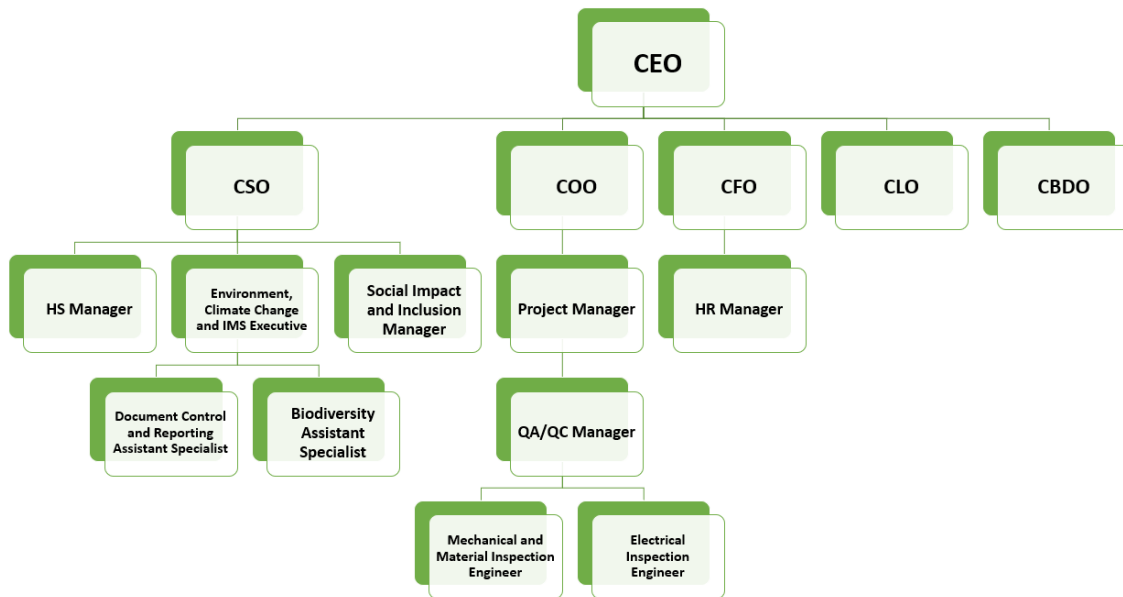 CEO
CSO
COO
CFO
CLO
CBDO
HS Manager
Environment,
Climate Change
and IMS Executive
Social Impact
and Inclusion
Manager
Project Manager
HR Manager
Document Control
and Reporting
Assistant Specialist
Biodiversity
Assistant
Specialist
QA/QC Manager
Mechanical and
Material Inspection
Engineer
Electrical
Inspection
Engineer